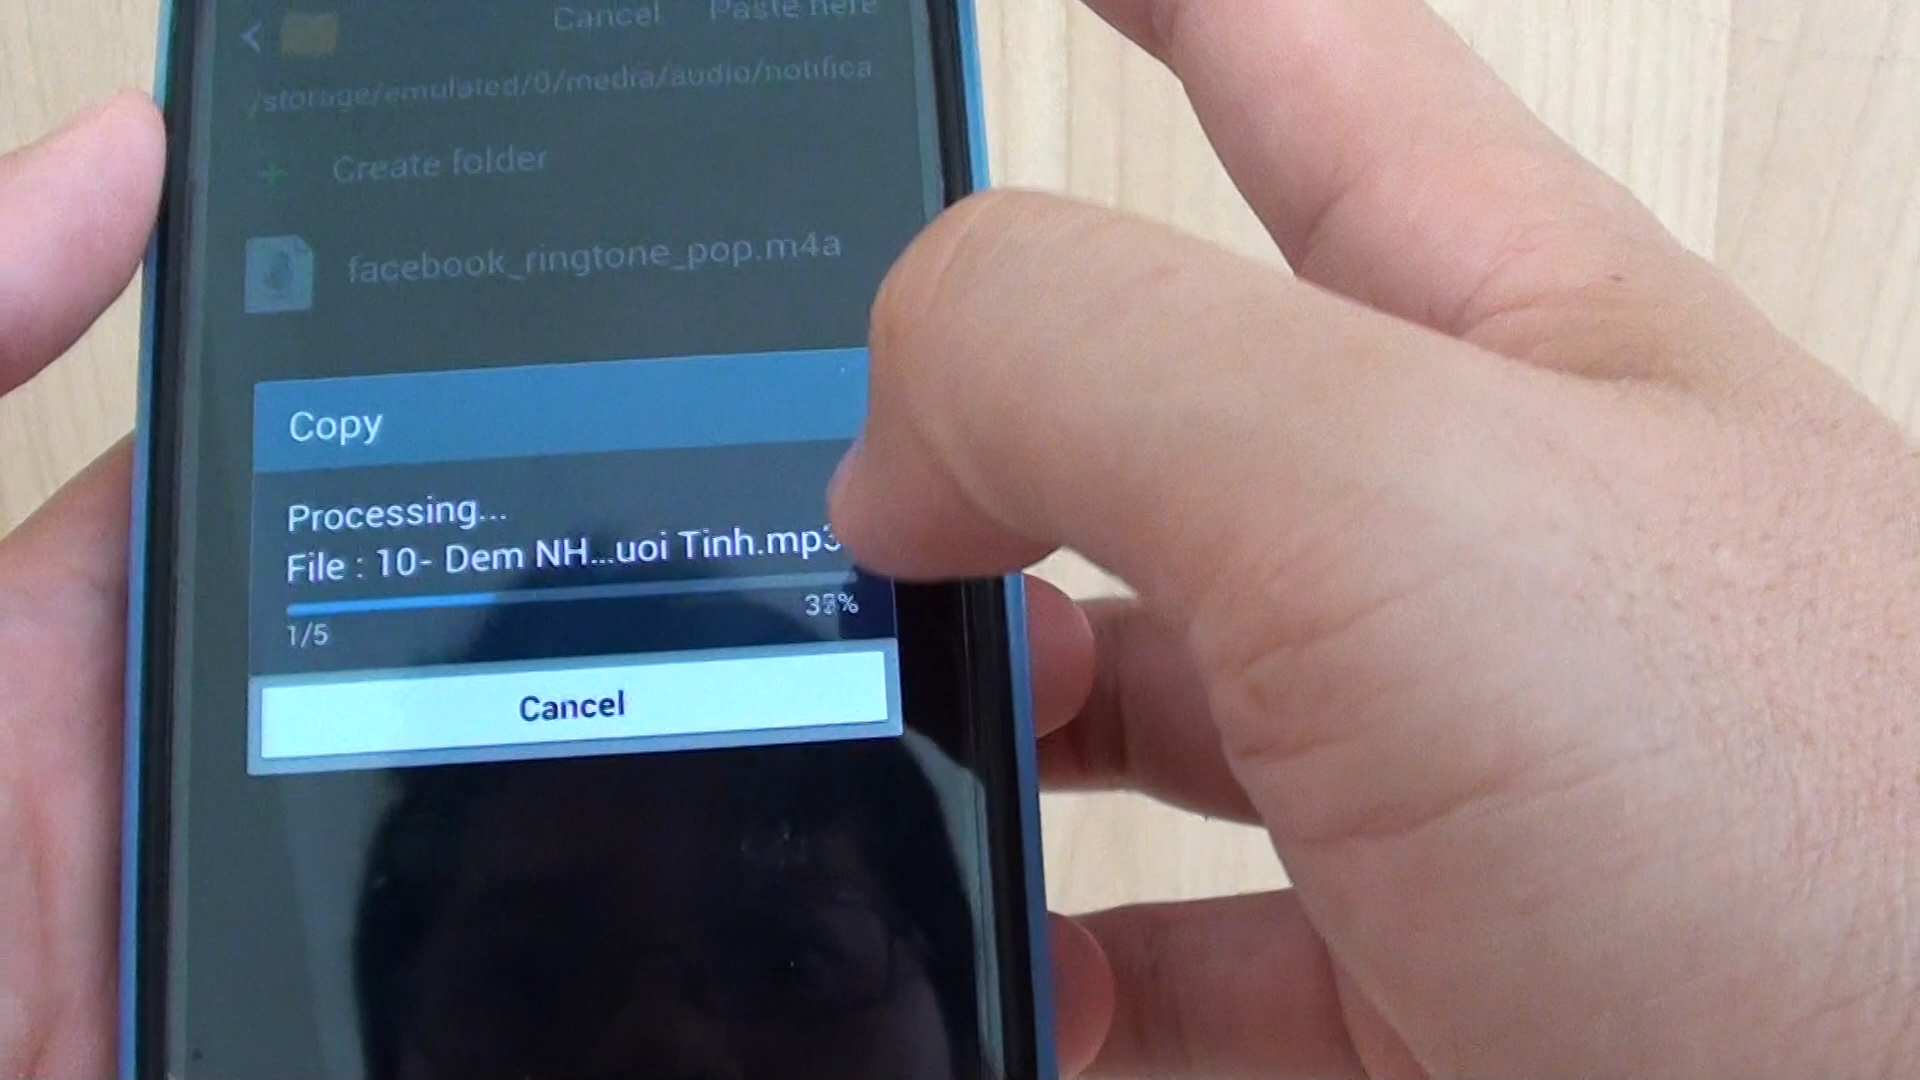 Cancel Paste here
/storage/emulated/0/media/audio/notifica
Create folder
facebook_ringtone_pop.m4a
Copy
Processing...
File : 10- Dem NH...uoi Tinh.mp3
1/5
Cancel